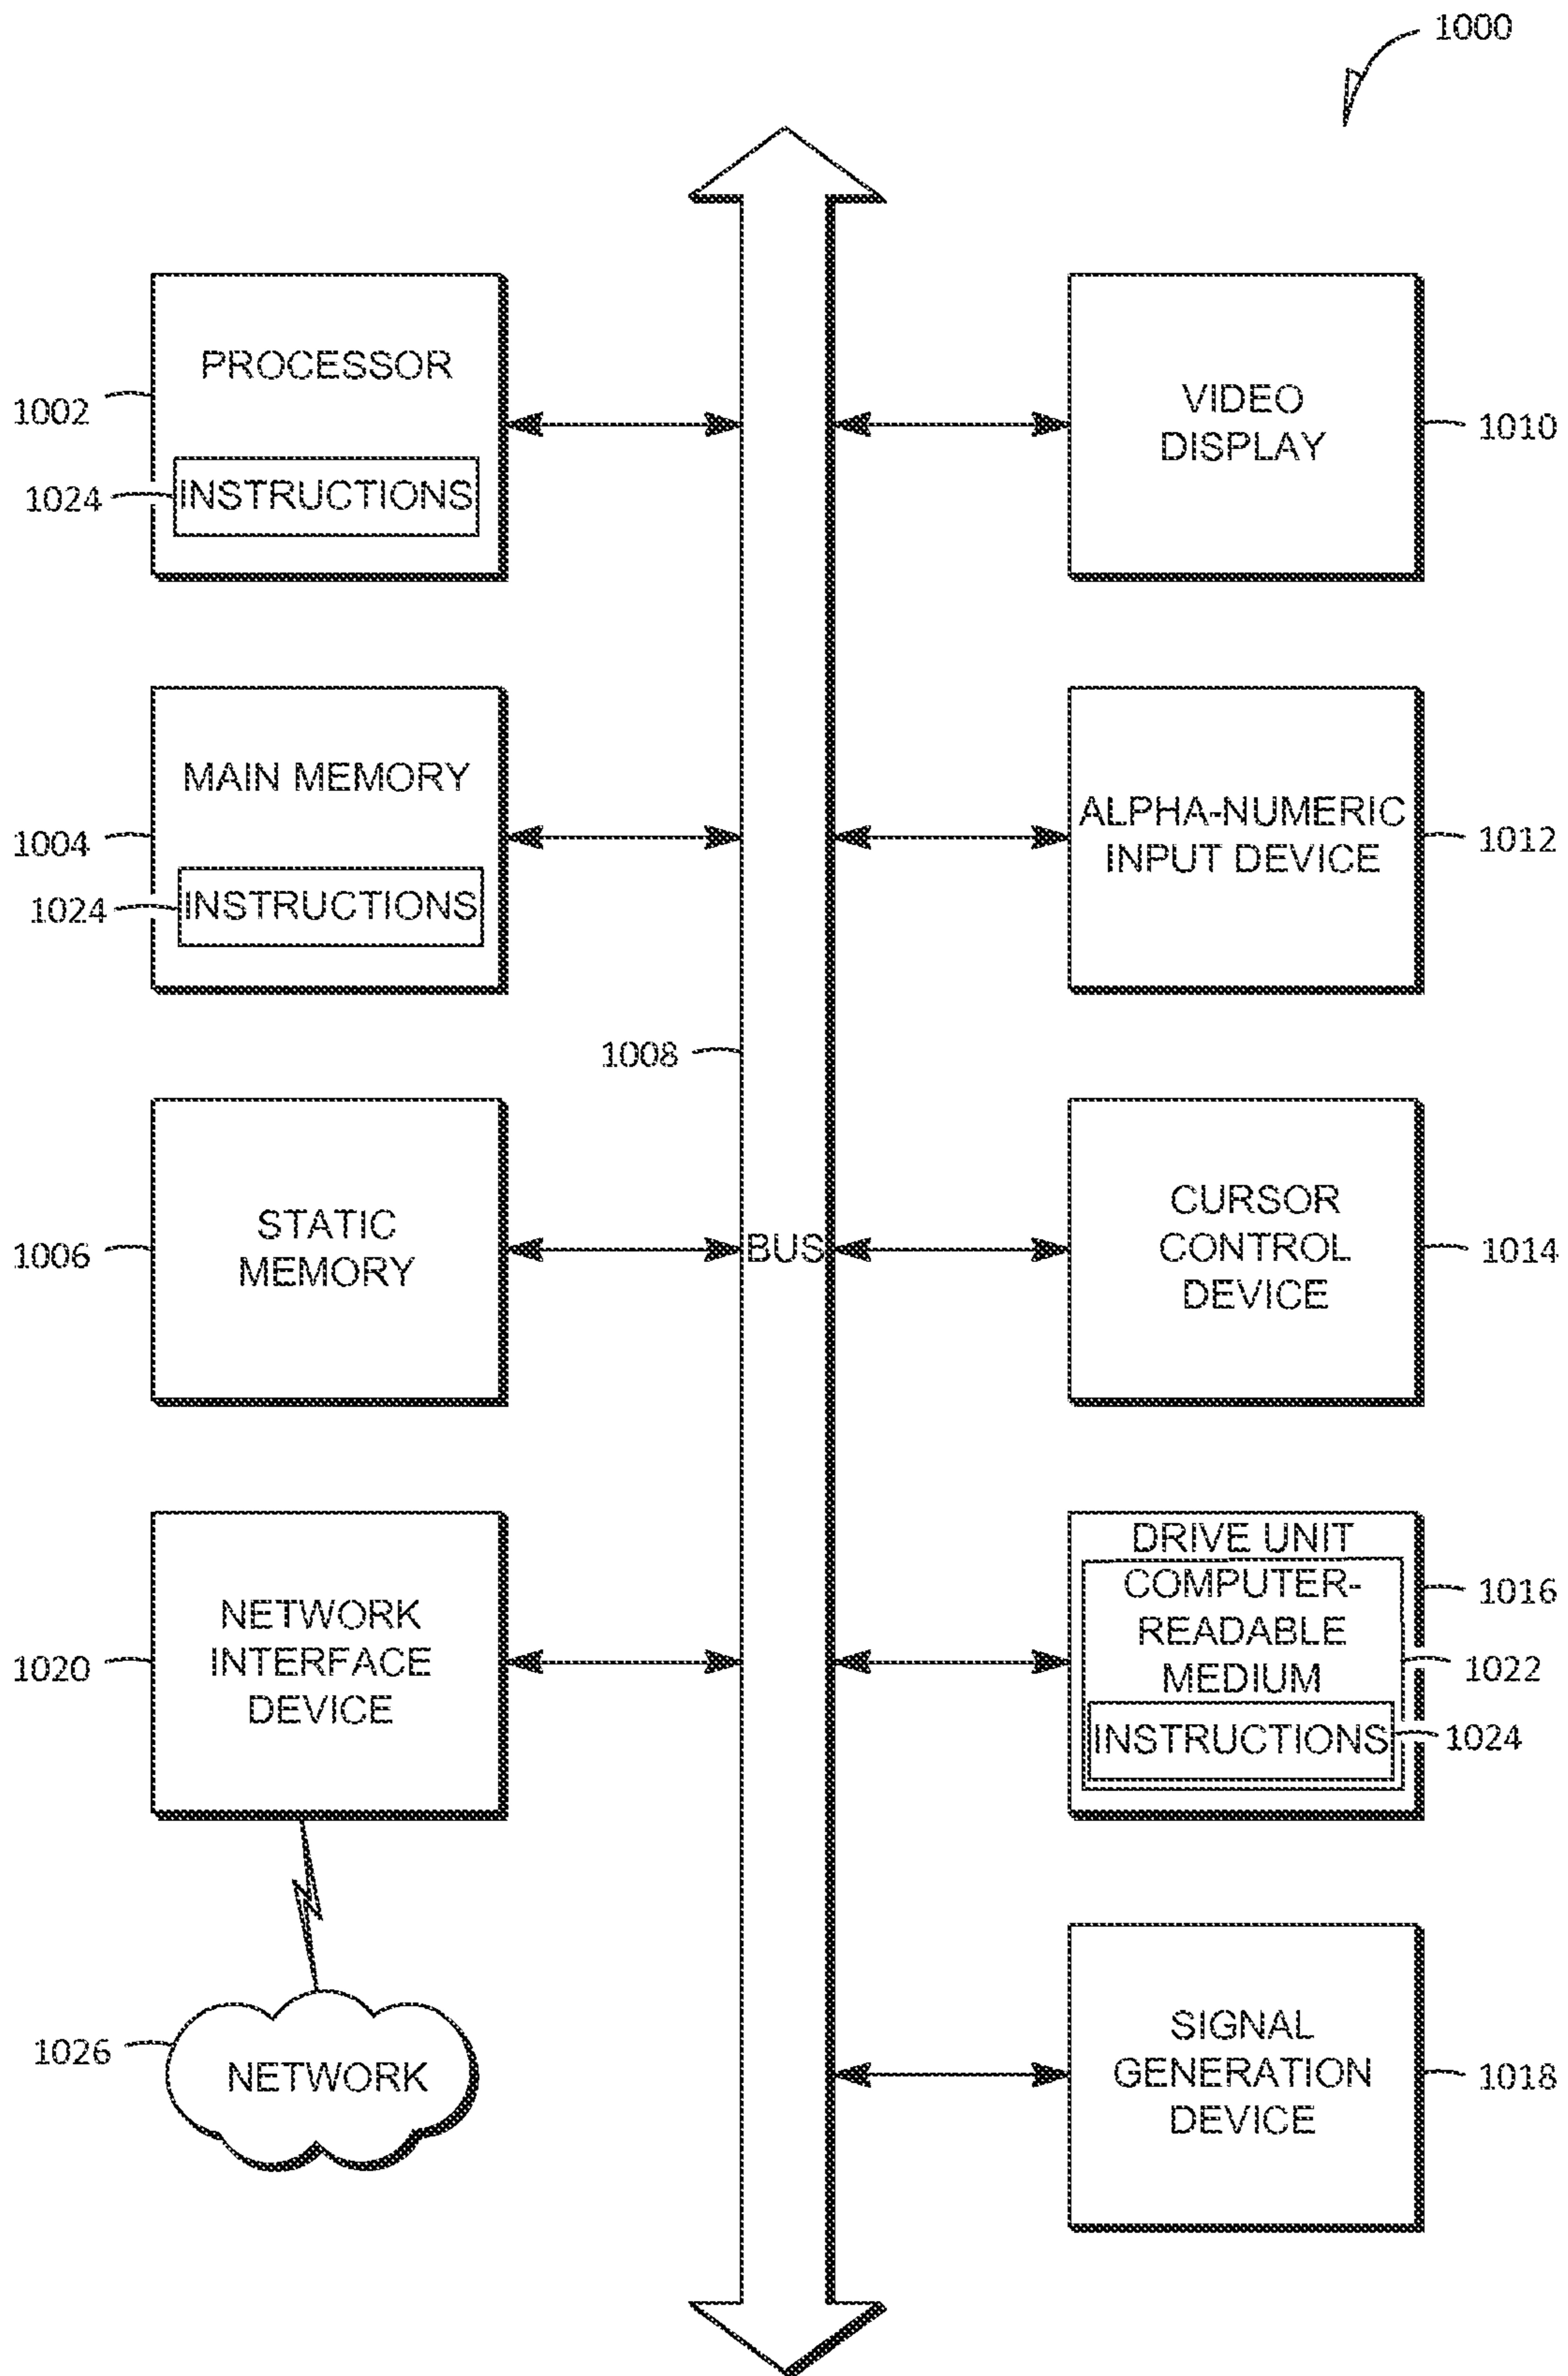 1000
PROCESSOR
1002
1024
INSTRUCTIONS
VIDEO
DISPLAY
1010
MAIN MEMORY
1004
1024
INSTRUCTIONS
ALPHA-NUMERIC
INPUT DEVICE
1012
1008
STATIC
MEMORY
1006
BUS
CURSOR
CONTROL
DEVICE
1014
NETWORK
INTERFACE
DEVICE
1020
DRIVE UNIT
COMPUTER-
READABLE
MEDIUM
1016
1022
INSTRUCTIONS
1024
1026
NETWORK
SIGNAL
GENERATION
DEVICE
1018